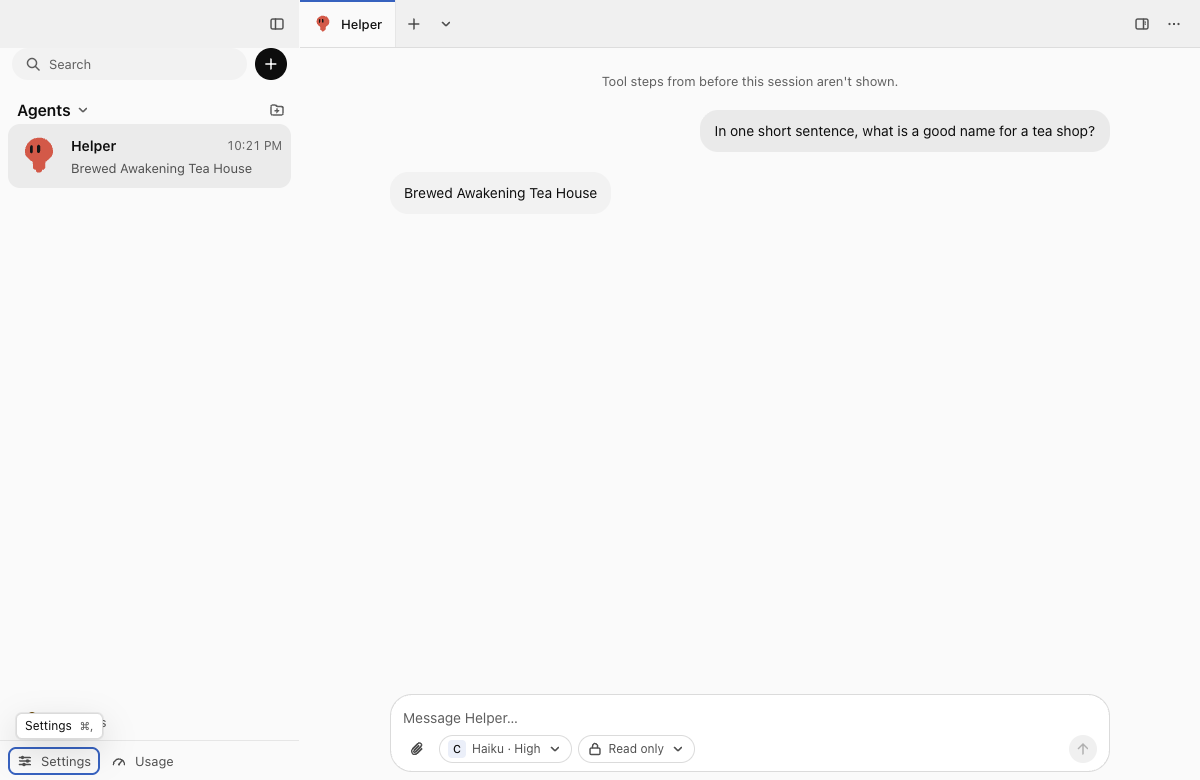 Helper
Search
Tool steps from before this session aren't shown.
Agents
In one short sentence, what is a good name for a tea shop?
Helper
10:21 PM
Brewed Awakening Tea House
Brewed Awakening Tea House
Message Helper...
Settings ⌘,
C Haiku · High
Read only
Settings
Usage